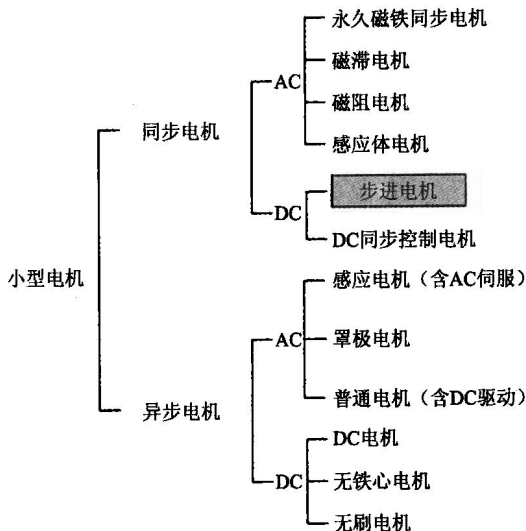 永久磁铁同步电机
磁滞电机
AC
磁阻电机
同步电机
感应体电机
步进电机
DC
DC同步控制电机
小型电机
感应电机（含AC伺服）
AC
罩极电机
异步电机
普通电机（含DC驱动）
DC电机
DC
无铁心电机
无刷电机